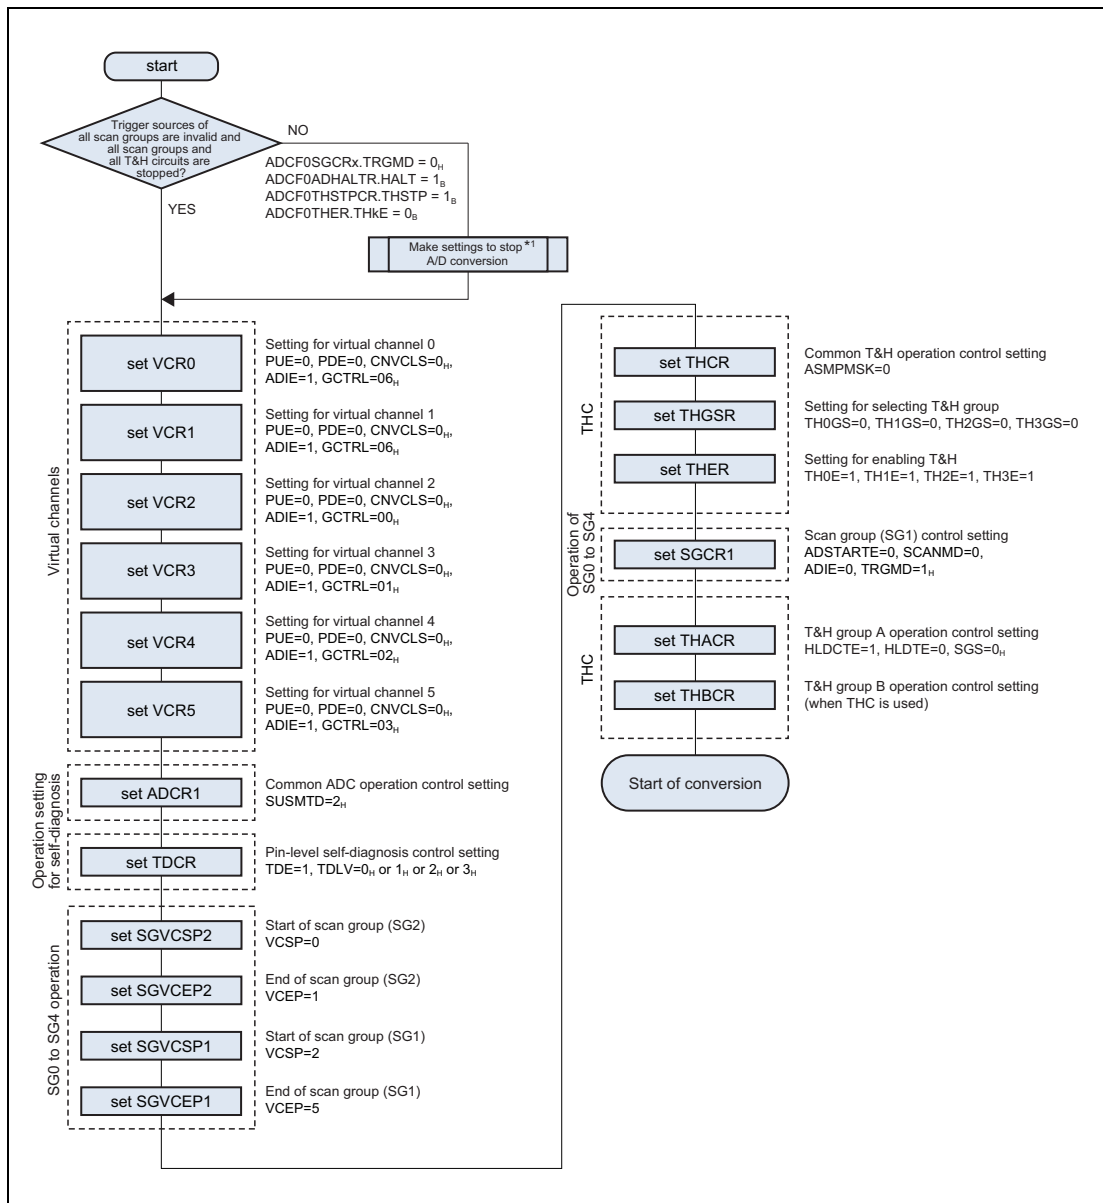 start
Trigger sources of
all scan groups are invalid and
all scan groups and
all T&H circuits are
stopped?
NO
ADCF0SGCRx.TRGMD = 0H
ADCF0ADHALTR.HALT = 1B
ADCF0THSTPCR.THSTP = 1B
ADCF0THER.THkE = 0B
YES
Make settings to stop *1
A/D conversion
Virtual channels
set VCR0
Setting for virtual channel 0
PUE=0, PDE=0, CNVCLS=0H,
ADIE=1, GCTRL=06H
set VCR1
Setting for virtual channel 1
PUE=0, PDE=0, CNVCLS=0H,
ADIE=1, GCTRL=06H
set VCR2
Setting for virtual channel 2
PUE=0, PDE=0, CNVCLS=0H,
ADIE=1, GCTRL=00H
set VCR3
Setting for virtual channel 3
PUE=0, PDE=0, CNVCLS=0H,
ADIE=1, GCTRL=01H
set VCR4
Setting for virtual channel 4
PUE=0, PDE=0, CNVCLS=0H,
ADIE=1, GCTRL=02H
set VCR5
Setting for virtual channel 5
PUE=0, PDE=0, CNVCLS=0H,
ADIE=1, GCTRL=03H
Operation setting
for self-diagnosis
set ADCR1
Common ADC operation control setting
SUSMTD=2H
set TDCR
Pin-level self-diagnosis control setting
TDE=1, TDLV=0H or 1H or 2H or 3H
SG0 to SG4 operation
set SGVCSP2
Start of scan group (SG2)
VCSP=0
set SGVCEP2
End of scan group (SG2)
VCEP=1
set SGVCSP1
Start of scan group (SG1)
VCSP=2
set SGVCEP1
End of scan group (SG1)
VCEP=5
THC
set THCR
Common T&H operation control setting
ASMPMSK=0
set THGSR
Setting for selecting T&H group
TH0GS=0, TH1GS=0, TH2GS=0, TH3GS=0
set THER
Setting for enabling T&H
TH0E=1, TH1E=1, TH2E=1, TH3E=1
Operation of
SG0 to SG4
set SGCR1
Scan group (SG1) control setting
ADSTARTE=0, SCANMD=0,
ADIE=0, TRGMD=1H
THC
set THACR
T&H group A operation control setting
HLDCTE=1, HLDTE=0, SGS=0H
set THBCR
T&H group B operation control setting
(when THC is used)
Start of conversion